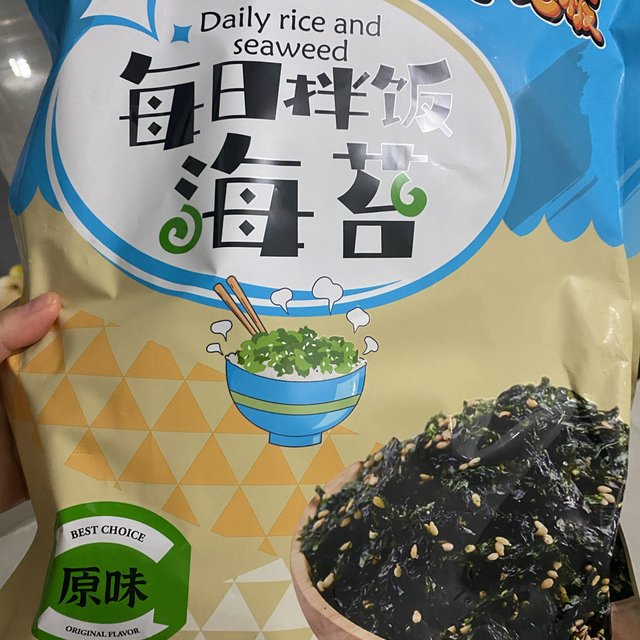 Daily rice and
seaweed
每日拌饭
海苔
BEST CHOICE
原味
ORIGINAL FLAVOR